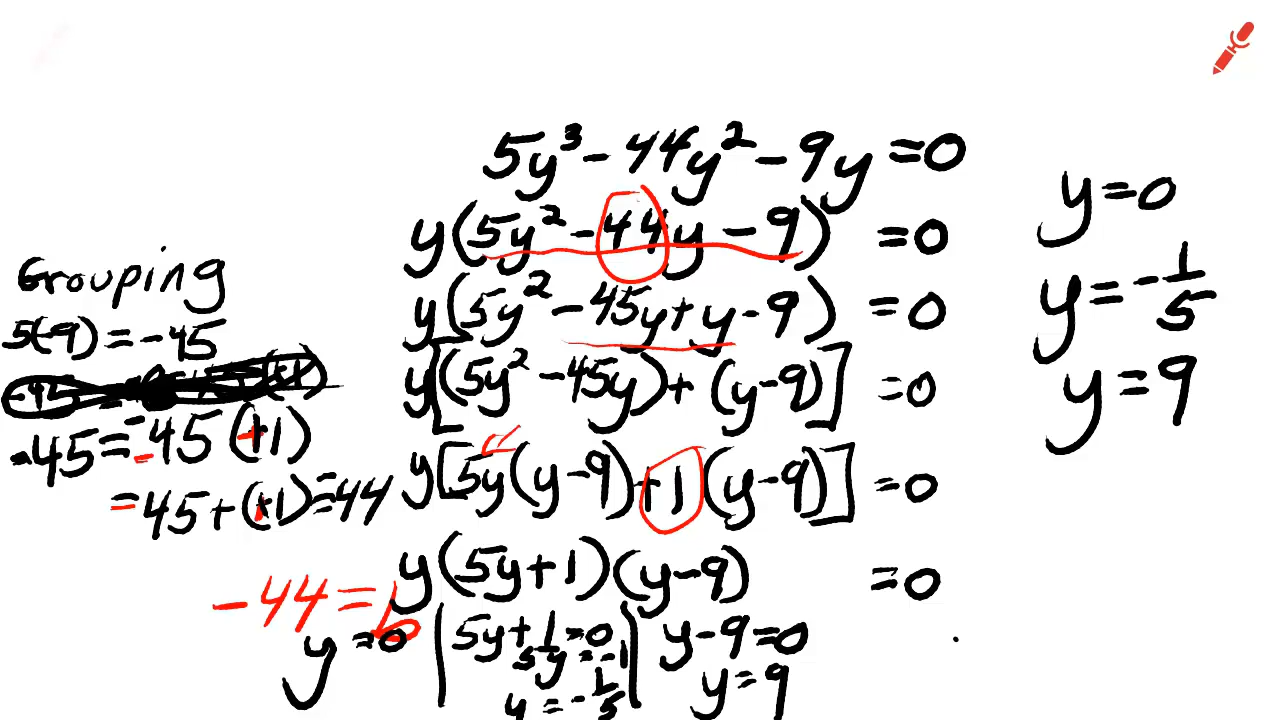 5y³ - 44y² - 9y = 0
y(5y² - 44y - 9) = 0
y(5y² - 45y + y - 9) = 0
y[(5y² - 45y) + (y - 9)] = 0
y[5y(y - 9) + 1(y - 9)] = 0
y(5y + 1)(y - 9) = 0
y = 0 | 5y + 1 = 0 | y - 9 = 0
5y = -1
y = -1/5
y = 9
Grouping
5(-9) = -45
-45 = -45(+1)
= -45 + (+1) = -44
-44 = b
y = 0
y = -1/5
y = 9